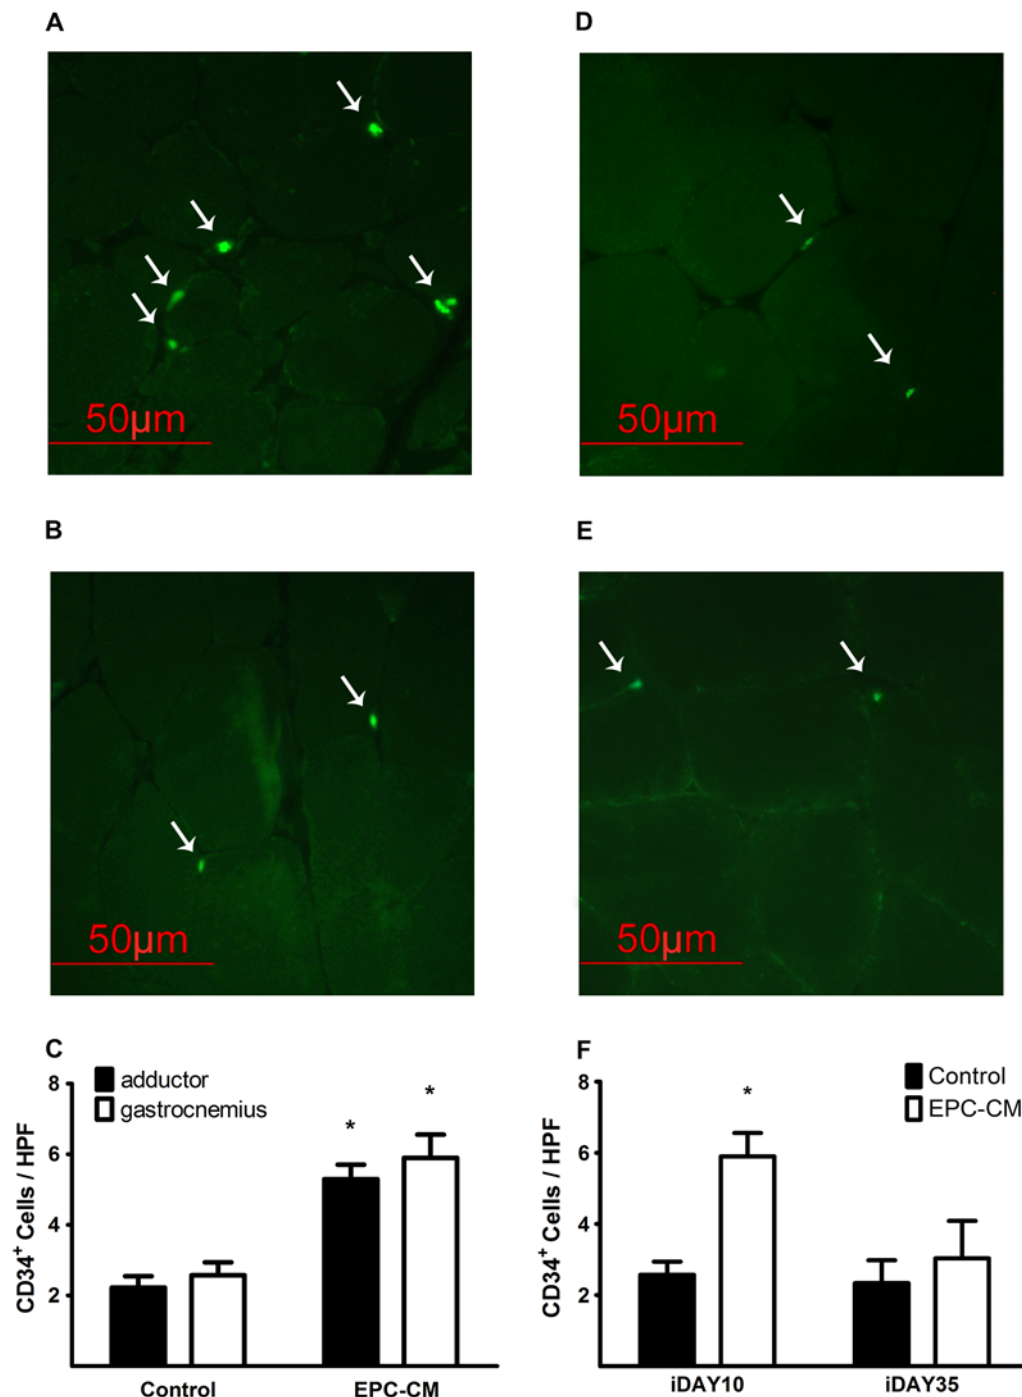 A
50µm
B
50µm
C
adductor
gastrocnemius
*
*
8
6
4
2
CD34+ Cells / HPF
Control
EPC-CM
D
50µm
E
50µm
F
Control
EPC-CM
*
8
6
4
2
CD34+ Cells / HPF
iDAY10
iDAY35